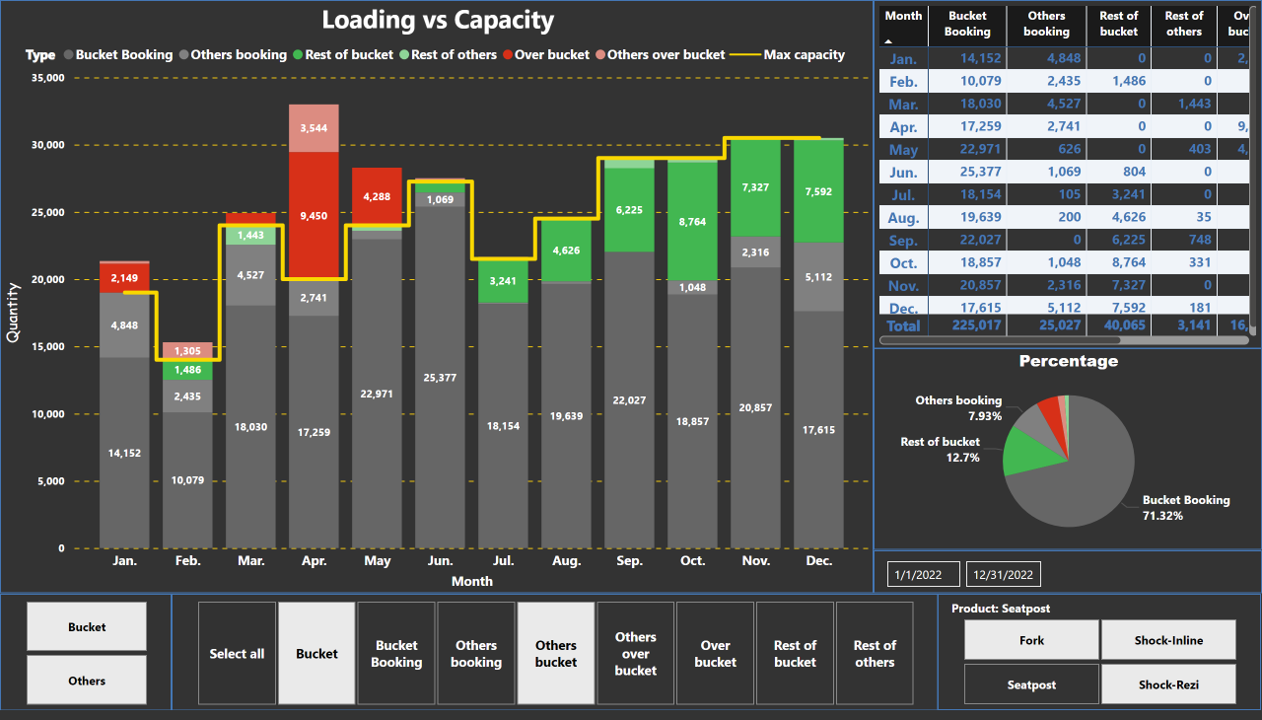 Loading vs Capacity
Type Bucket Booking Others booking Rest of bucket Rest of others Over bucket Others over bucket Max capacity
35,000
30,000
25,000
20,000
15,000
10,000
5,000
0
Quantity
2,149
4,848
14,152
1,305
1,486
2,435
10,079
1,443
4,527
18,030
3,544
9,450
2,741
17,259
4,288
22,971
1,069
25,377
3,241
18,154
4,626
19,639
6,225
22,027
8,764
1,048
18,857
7,327
2,316
20,857
7,592
5,112
17,615
Jan. Feb. Mar. Apr. May Jun. Jul. Aug. Sep. Oct. Nov. Dec.
Month
Month Bucket Others Rest of Rest of Ov
Booking booking bucket others buc
Jan. 14,152 4,848 0 0 2,
Feb. 10,079 2,435 1,486 0
Mar. 18,030 4,527 0 1,443
Apr. 17,259 2,741 0 0 9,
May 22,971 626 0 403 4,
Jun. 25,377 1,069 804 0
Jul. 18,154 105 3,241 0
Aug. 19,639 200 4,626 35
Sep. 22,027 0 6,225 748
Oct. 18,857 1,048 8,764 331
Nov. 20,857 2,316 7,327 0
Dec. 17,615 5,112 7,592 181
Total 225,017 25,027 40,065 3,141 16,
Percentage
Others booking
7.93%
Rest of bucket
12.7%
Bucket Booking
71.32%
1/1/2022 12/31/2022
Bucket
Others
Select all
Bucket
Bucket
Booking
Others
booking
Others
bucket
Others
over
bucket
Over
bucket
Rest of
bucket
Rest of
others
Product: Seatpost
Fork Shock-Inline
Seatpost Shock-Rezi